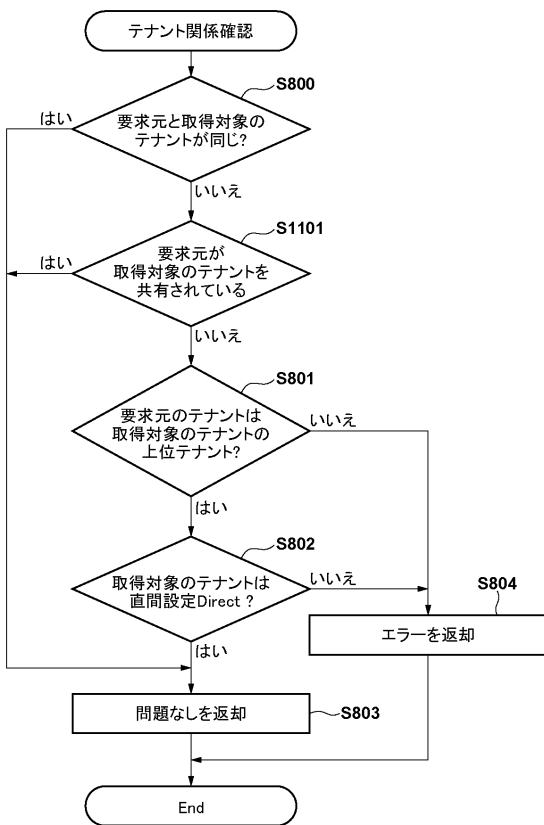 テナント関係確認
S800
はい
要求元と取得対象の
テナントが同じ?
いいえ
S1101
はい
要求元が
取得対象のテナントを
共有されている
いいえ
S801
要求元のテナントは
取得対象のテナントの
上位テナント?
いいえ
はい
S802
取得対象のテナントは
直間設定Direct ?
いいえ
S804
エラーを返却
はい
問題なしを返却
S803
End